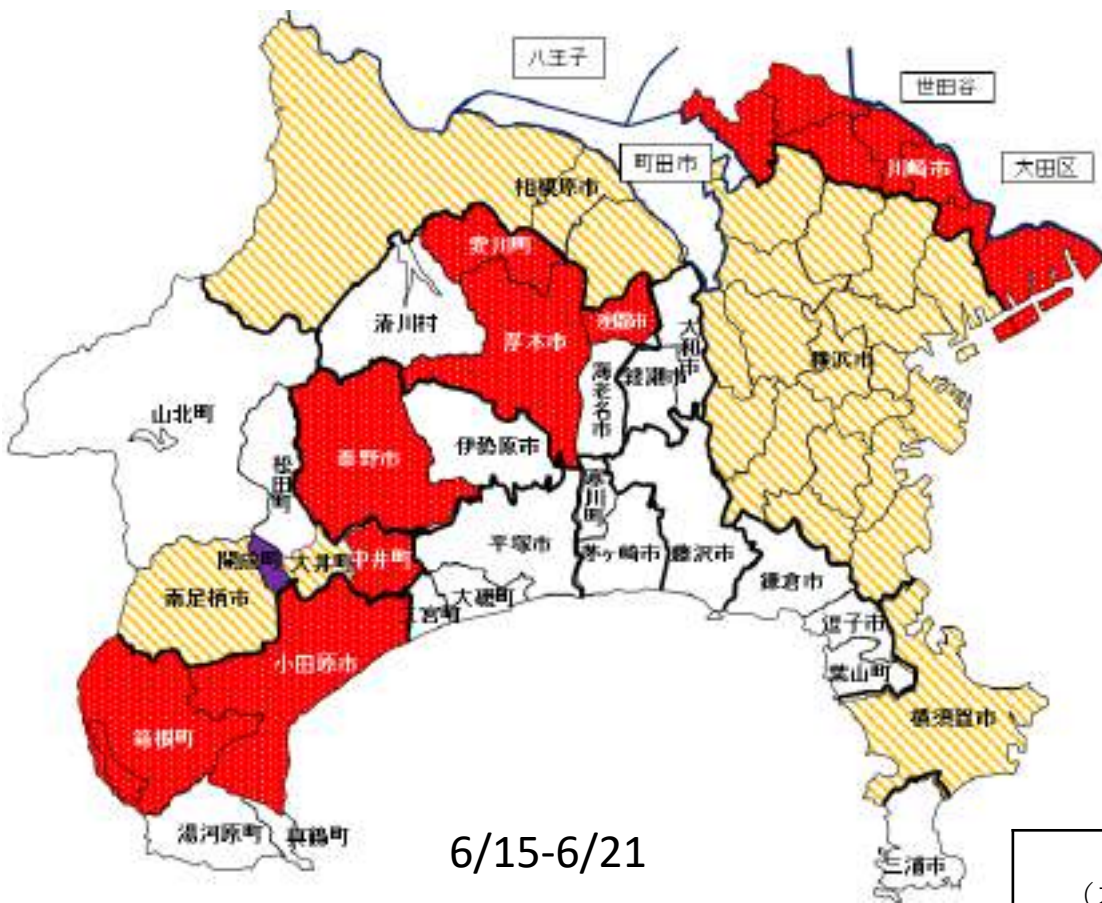 八王子
世田谷
町田市
川崎市
大田区
相模原市
愛川町
清川村
厚木市
座間市
大和市
海老名市
綾瀬市
横浜市
山北町
松田町
秦野市
伊勢原市
寒川町
開成町
大井町
中井町
平塚市
茅ヶ崎市
藤沢市
鎌倉市
南足柄市
二宮町
大磯町
逗子市
小田原市
葉山町
横須賀市
箱根町
湯河原町
真鶴町
6/15-6/21
三浦市